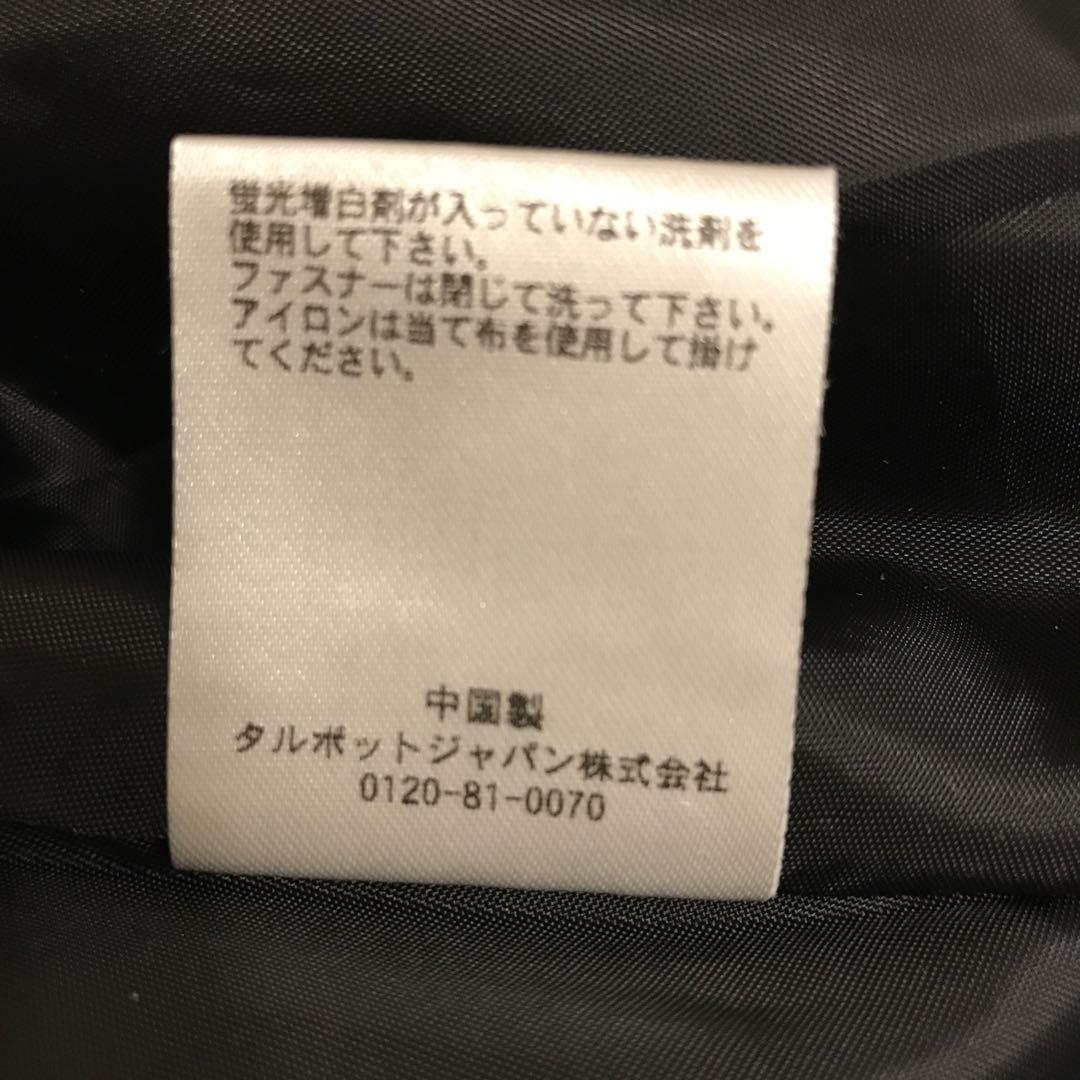 蛍光増白剤が入っていない洗剤を
使用して下さい。
ファスナーは閉じて洗って下さい。
アイロンは当て布を使用して掛け
てください。
中国製
タルボットジャパン株式会社
0120-81-0070